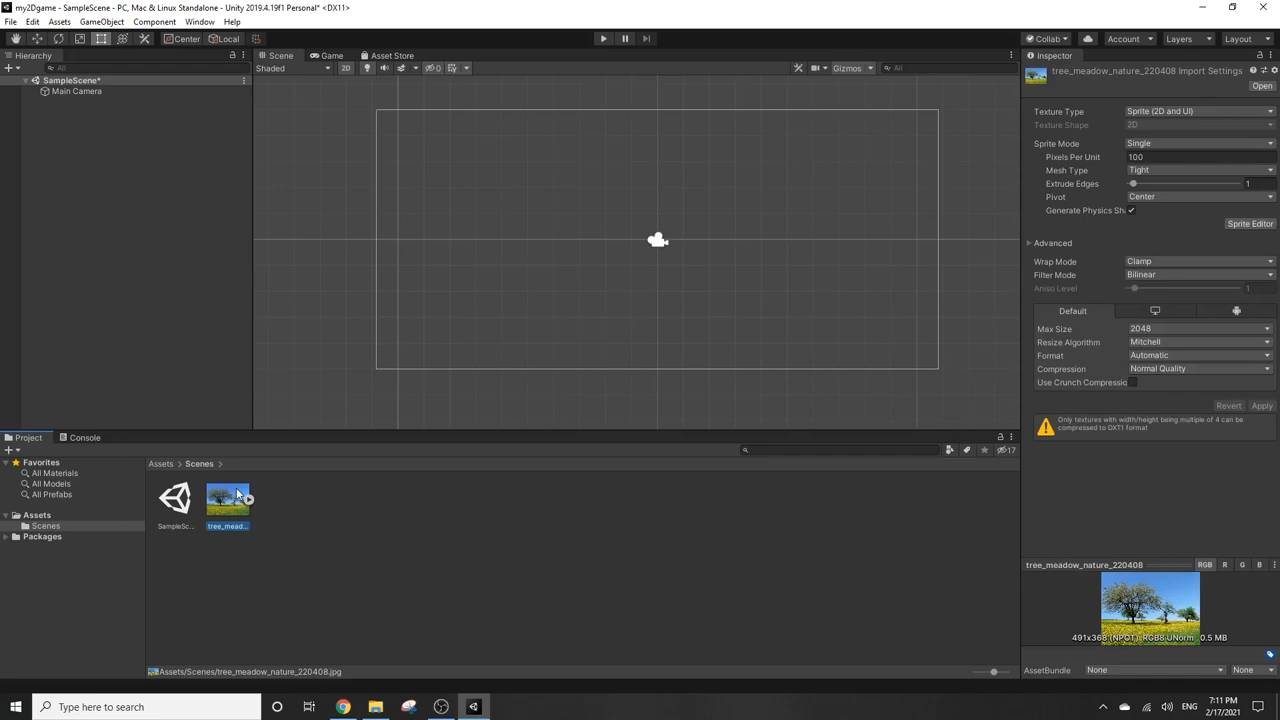 my2Dgame - SampleScene - PC, Mac & Linux Standalone - Unity 2019.4.19f1 Personal* <DX11>
File Edit Assets GameObject Component Window Help
Center Local
Collab Account Layers Layout
Hierarchy
Scene Game Asset Store
Inspector
All
Shaded 2D 0 Gizmos All
SampleScene*
Main Camera
tree_meadow_nature_220408 Import Settings
Open
Texture Type Sprite (2D and UI)
Texture Shape 2D
Sprite Mode Single
Pixels Per Unit 100
Mesh Type Tight
Extrude Edges 1
Pivot Center
Generate Physics Sh
Sprite Editor
Advanced
Wrap Mode Clamp
Filter Mode Bilinear
Aniso Level 1
Default
Max Size 2048
Resize Algorithm Mitchell
Format Automatic
Compression Normal Quality
Use Crunch Compressio
Revert Apply
Only textures with width/height being multiple of 4 can be
compressed to DXT1 format
Project Console
17
Favorites
All Materials
All Models
All Prefabs
Assets
Scenes
Packages
Assets > Scenes >
SampleSc...
tree_mead...
Assets/Scenes/tree_meadow_nature_220408.jpg
tree_meadow_nature_220408 RGB R G B
491x368 (NPOT) RGB8 UNorm 0.5 MB
AssetBundle None None
Type here to search
ENG
7:11 PM
2/17/2021